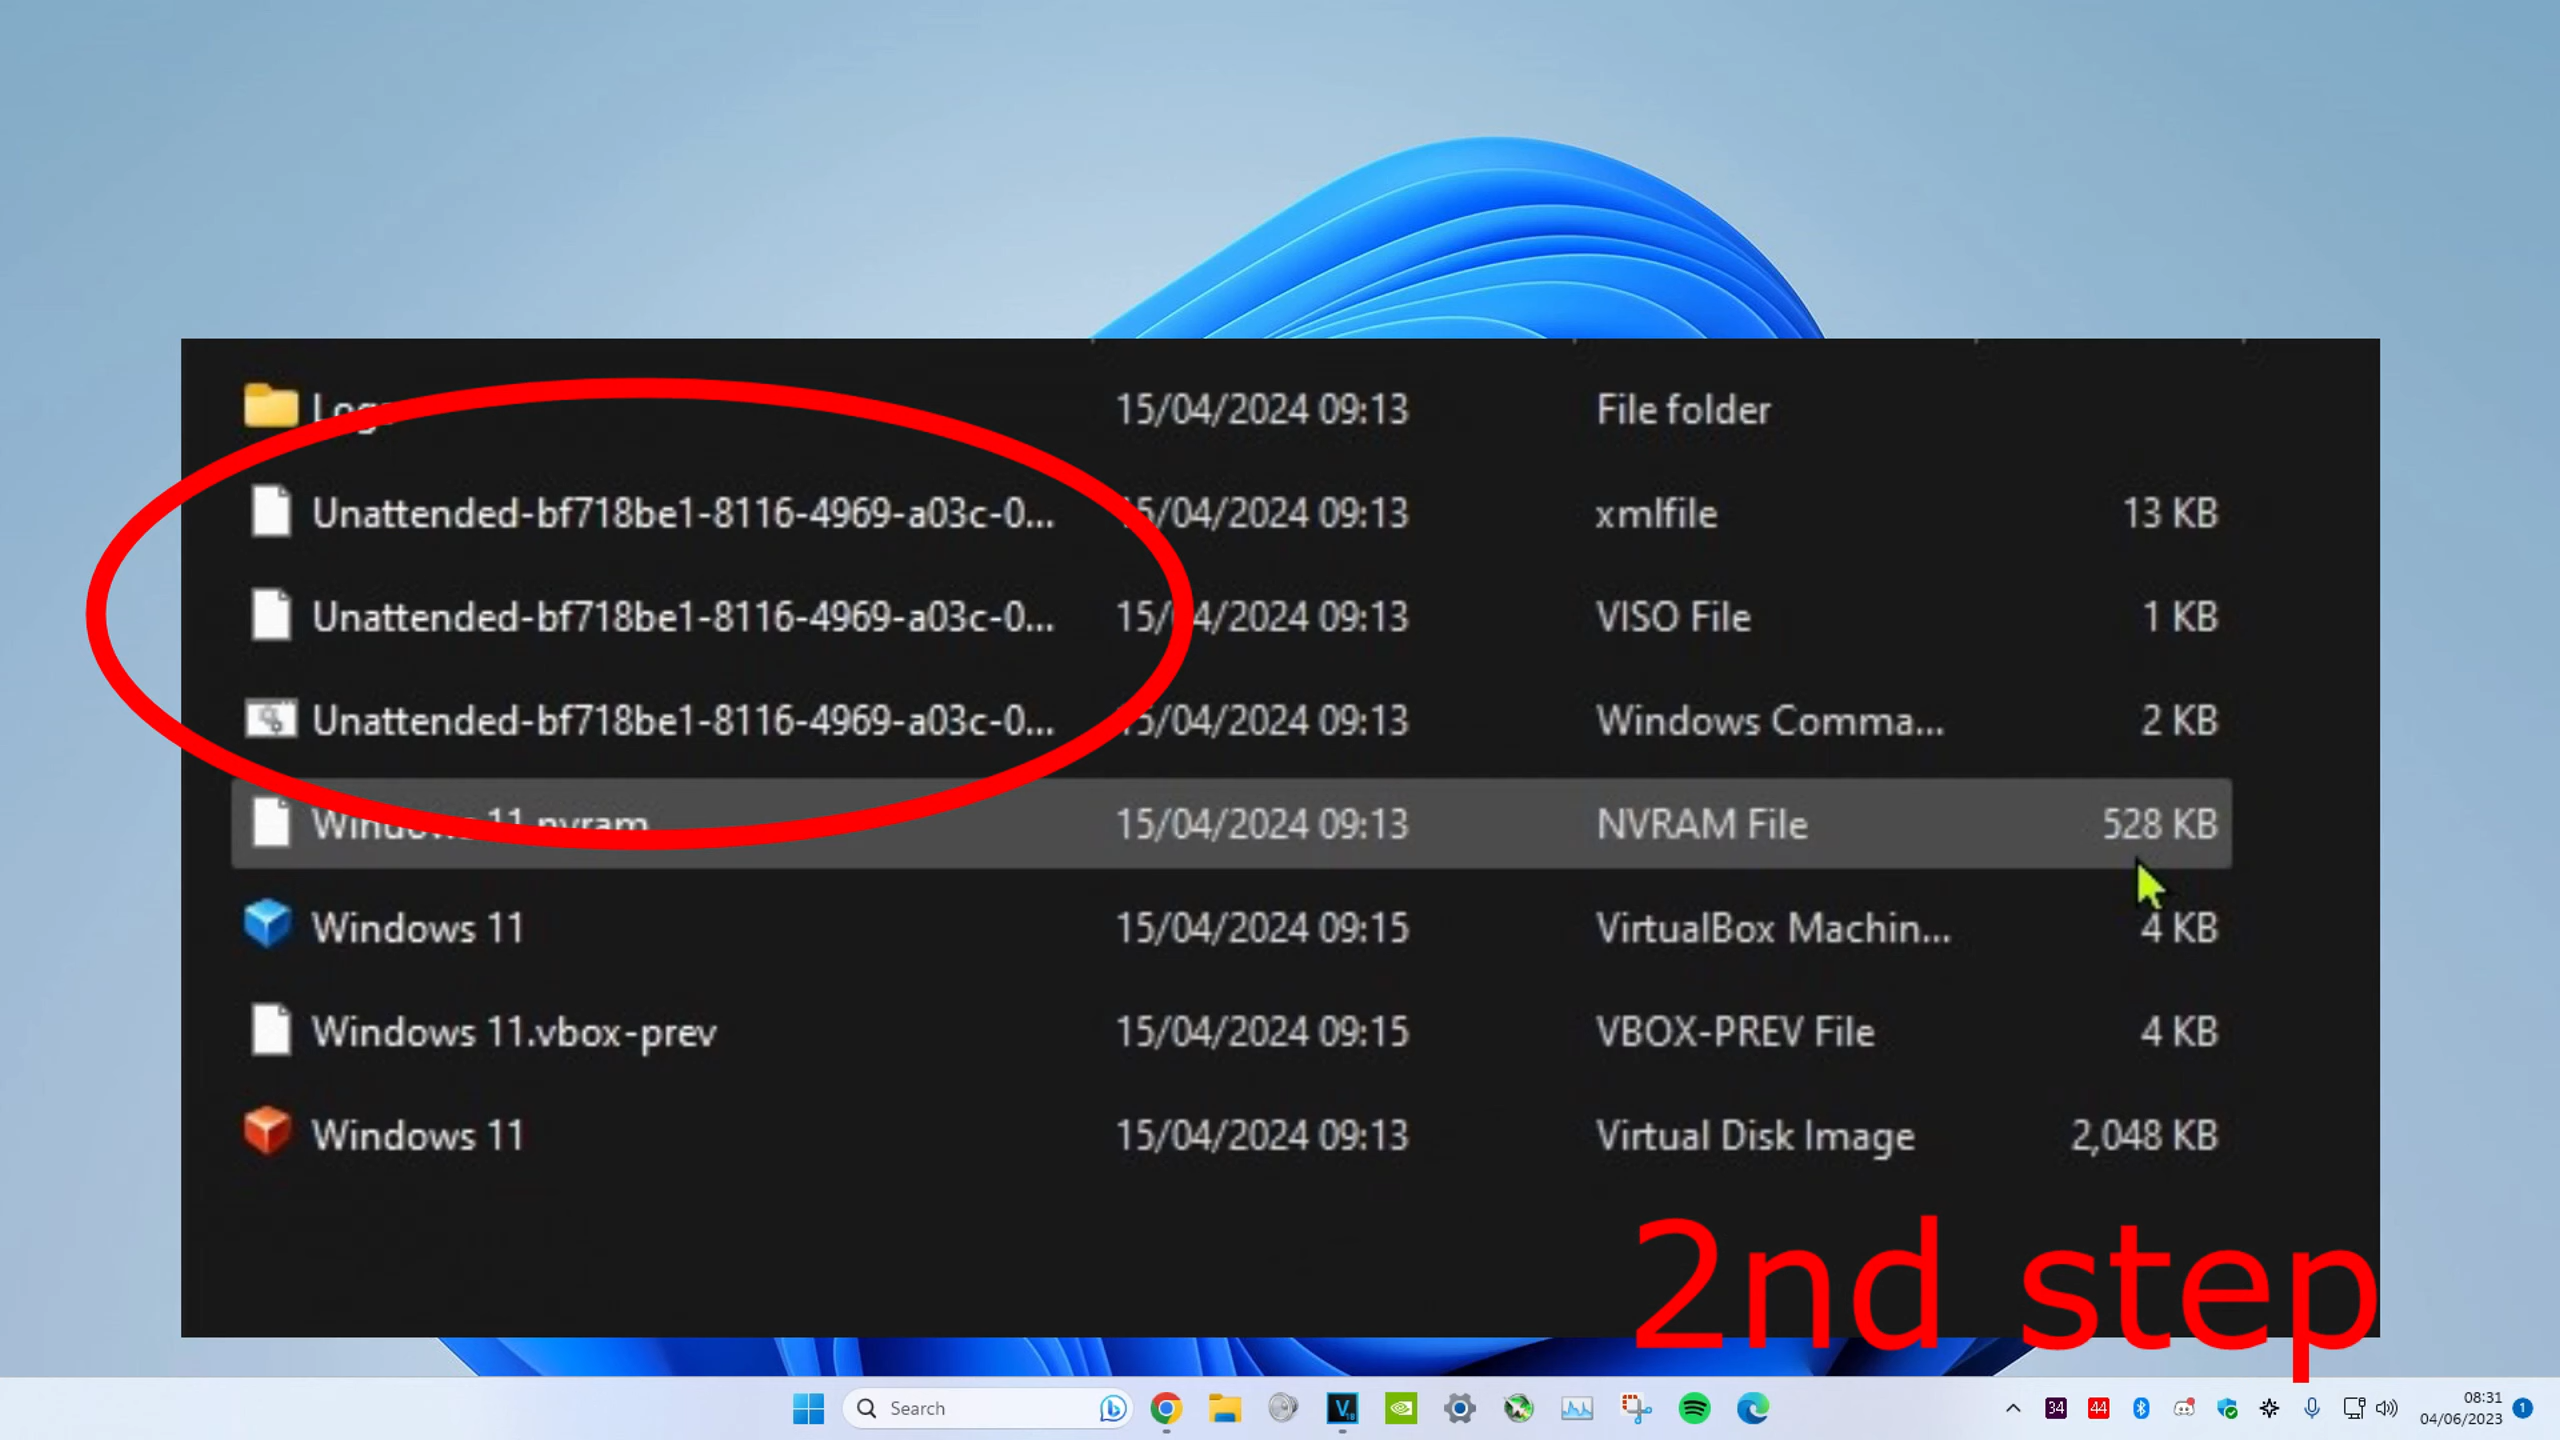 Logs 15/04/2024 09:13 File folder
Unattended-bf718be1-8116-4969-a03c-0... 15/04/2024 09:13 xmlfile 13 KB
Unattended-bf718be1-8116-4969-a03c-0... 15/04/2024 09:13 VISO File 1 KB
Unattended-bf718be1-8116-4969-a03c-0... 15/04/2024 09:13 Windows Comma... 2 KB
Windows 11.nvram 15/04/2024 09:13 NVRAM File 528 KB
Windows 11 15/04/2024 09:15 VirtualBox Machin... 4 KB
Windows 11.vbox-prev 15/04/2024 09:15 VBOX-PREV File 4 KB
Windows 11 15/04/2024 09:13 Virtual Disk Image 2,048 KB
2nd step
Search 34 44 08:31 1
04/06/2023